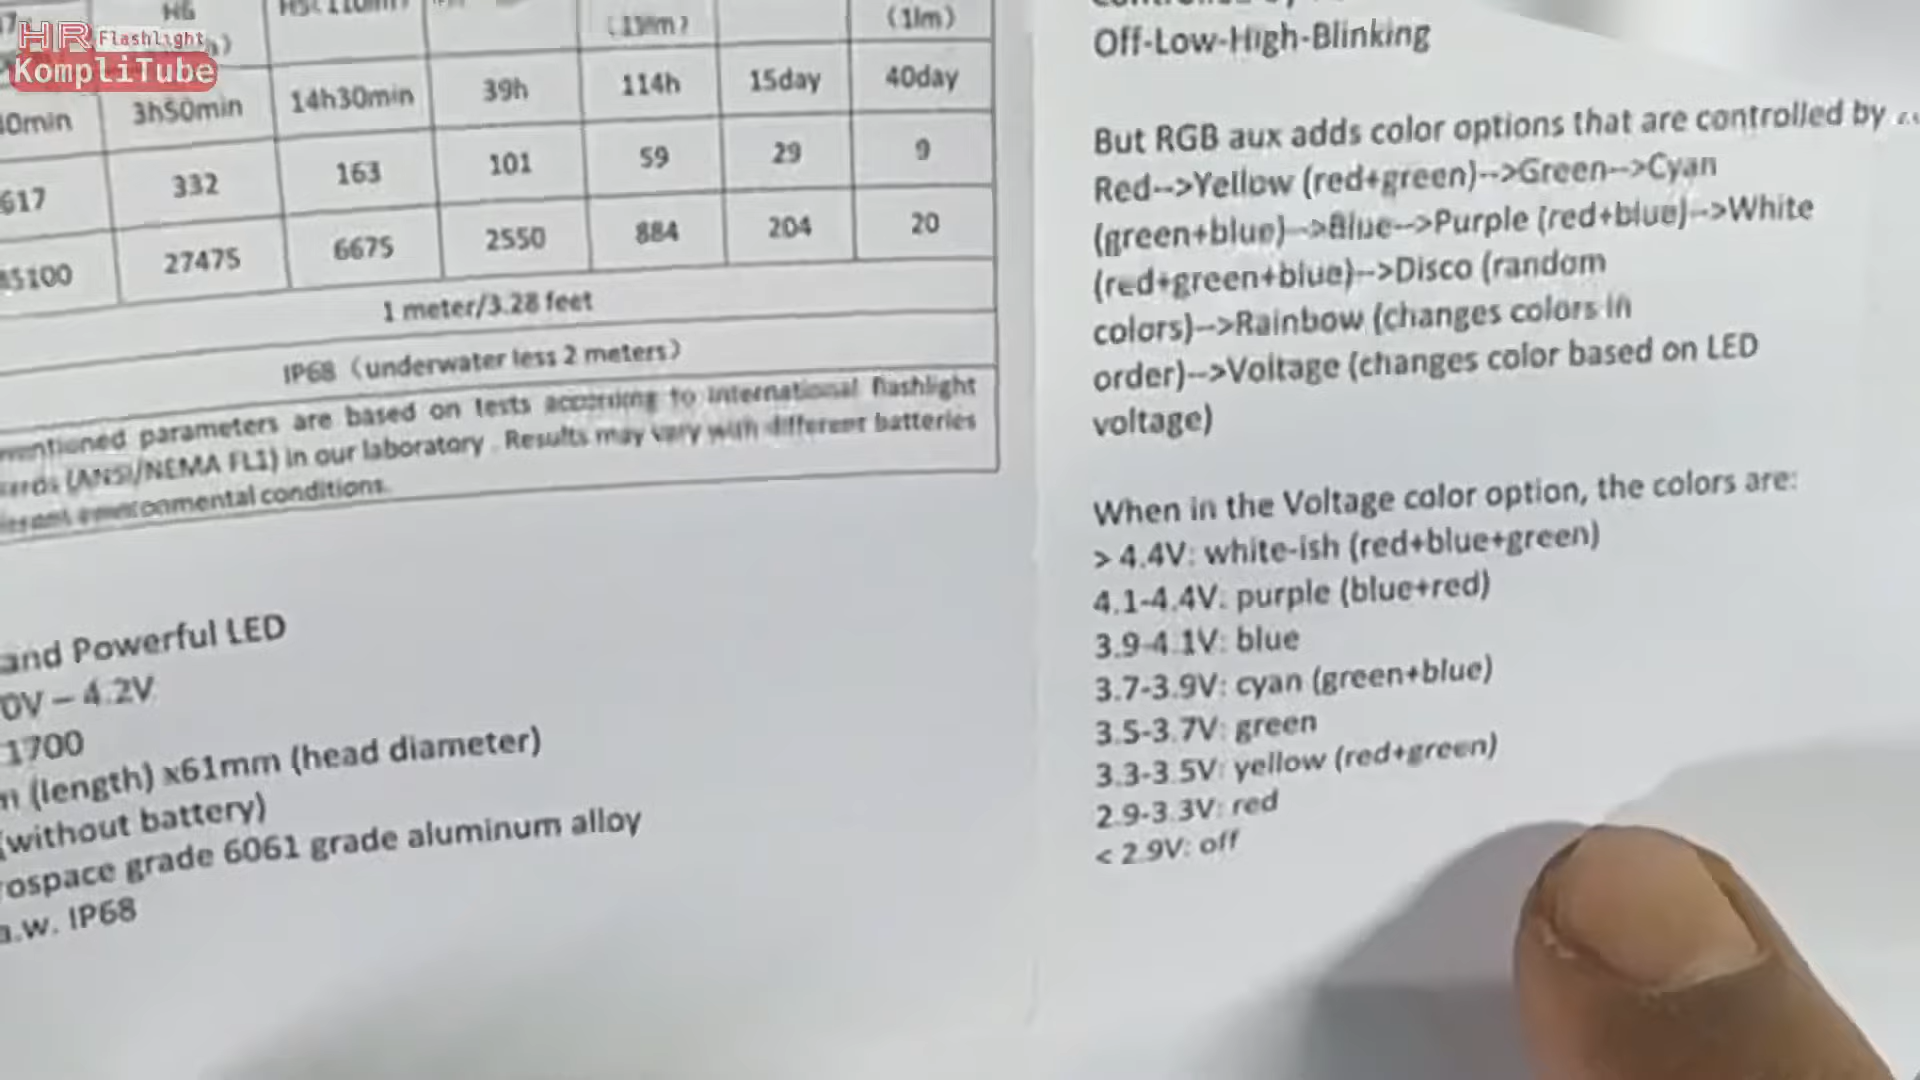 HR Flashlight
KompliTube
H6
(1lm)
3h50min 14h30min 39h 114h 15day 40day
617 332 163 101 59 29 9
27475 6675 2550 884 204 20
1 meter/3.28 feet
IP68（underwater less 2 meters）
parameters are based on tests according to International flashlight
(ANSI/NEMA FL1) in our laboratory . Results may vary with different batteries
environmental conditions.
and Powerful LED
0V – 4.2V
1700
(length) x61mm (head diameter)
(without battery)
rospace grade 6061 grade aluminum alloy
a.w. IP68
Off-Low-High-Blinking
But RGB aux adds color options that are controlled by
Red-->Yellow (red+green)-->Green-->Cyan
(green+blue)-->Blue-->Purple (red+blue)-->White
(red+green+blue)-->Disco (random
colors)-->Rainbow (changes colors in
order)-->Voltage (changes color based on LED
voltage)
When in the Voltage color option, the colors are:
> 4.4V: white-ish (red+blue+green)
4.1-4.4V: purple (blue+red)
3.9-4.1V: blue
3.7-3.9V: cyan (green+blue)
3.5-3.7V: green
3.3-3.5V: yellow (red+green)
2.9-3.3V: red
< 2.9V: off